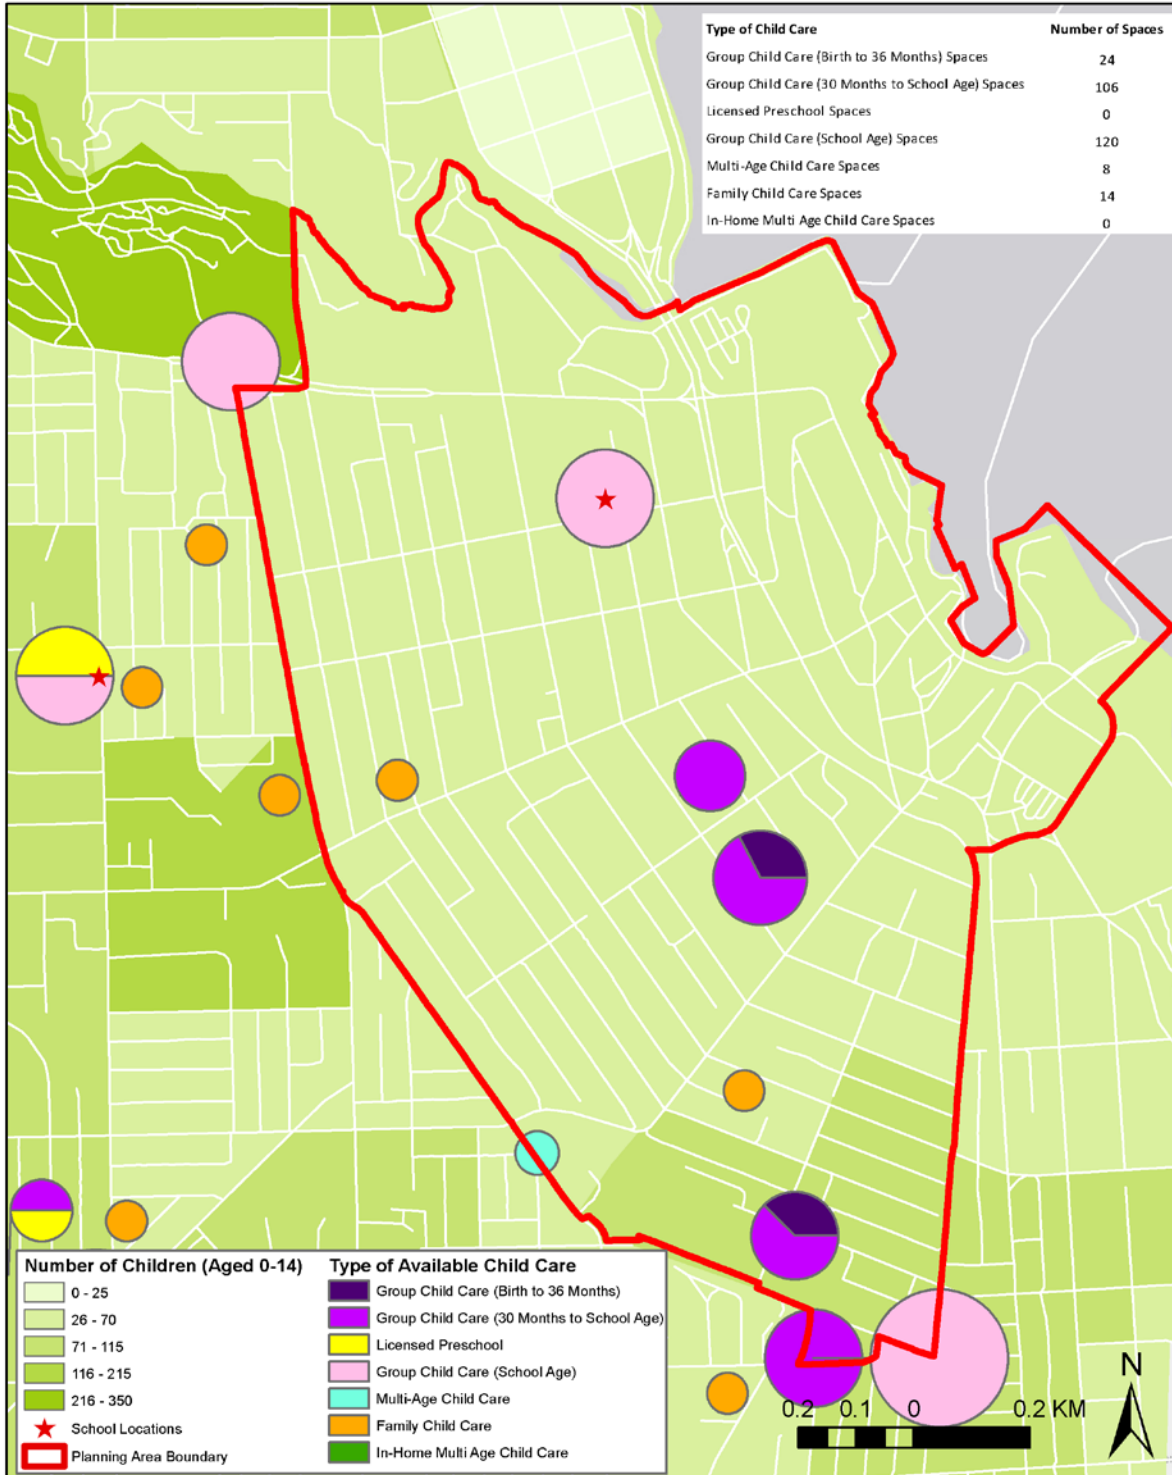 Type of Child Care Number of Spaces
Group Child Care (Birth to 36 Months) Spaces 24
Group Child Care (30 Months to School Age) Spaces 106
Licensed Preschool Spaces 0
Group Child Care (School Age) Spaces 120
Multi-Age Child Care Spaces 8
Family Child Care Spaces 14
In-Home Multi Age Child Care Spaces 0
Number of Children (Aged 0-14)
0 - 25
26 - 70
71 - 115
116 - 215
216 - 350
School Locations
Planning Area Boundary
Type of Available Child Care
Group Child Care (Birth to 36 Months)
Group Child Care (30 Months to School Age)
Licensed Preschool
Group Child Care (School Age)
Multi-Age Child Care
Family Child Care
In-Home Multi Age Child Care
0.2 0.1 0 0.2 KM
N